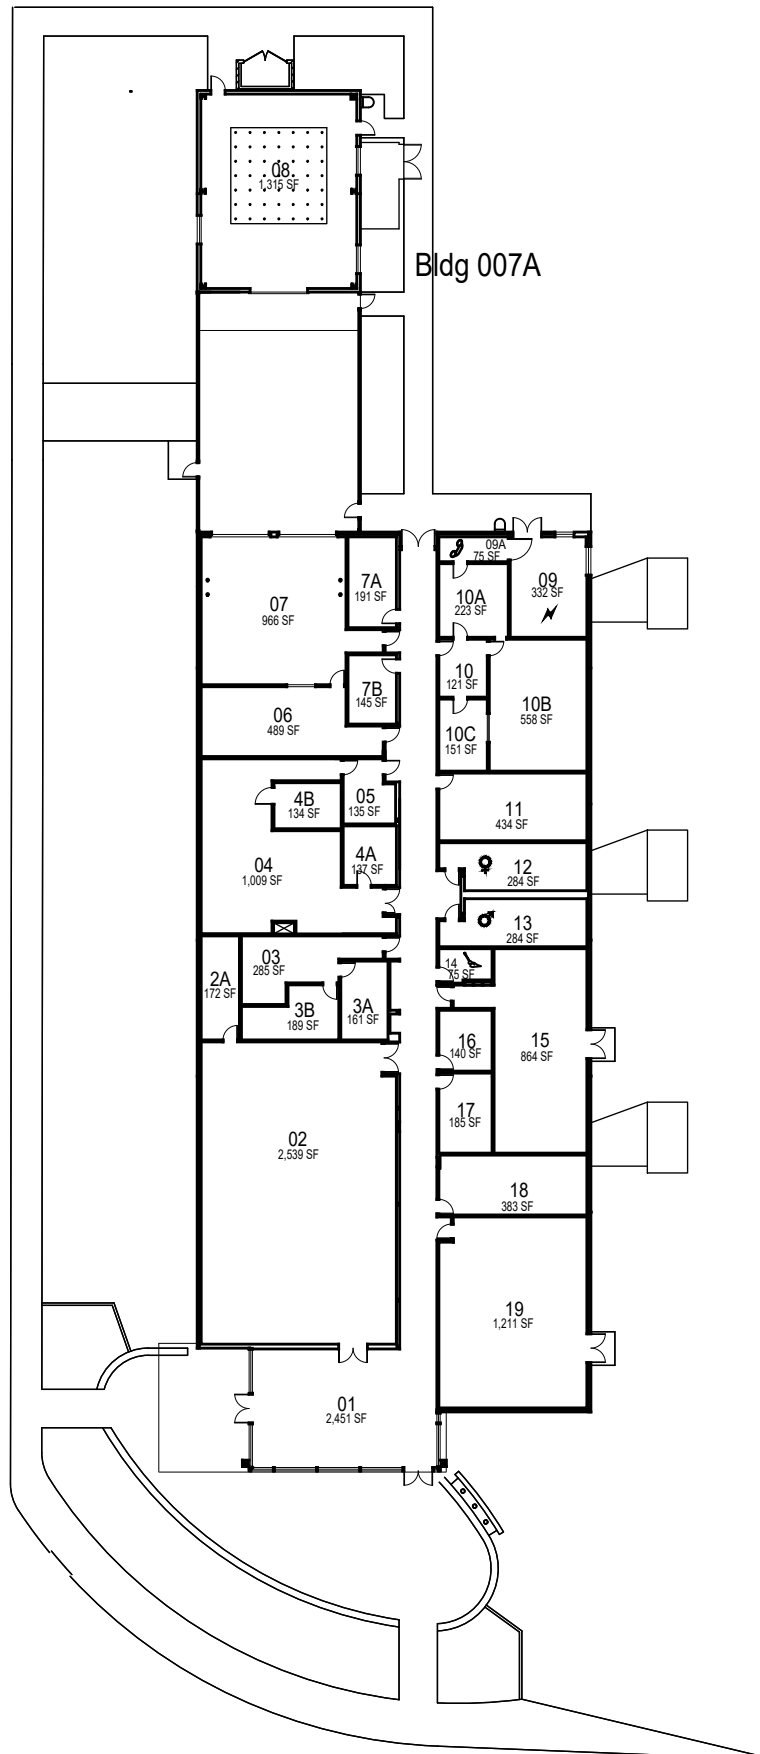 08
1,315 SF
Bldg 007A
09A
75 SF
7A
191 SF
09
332 SF
07
966 SF
10A
223 SF
10
121 SF
7B
145 SF
10B
558 SF
06
489 SF
10C
151 SF
4B
134 SF
05
135 SF
11
434 SF
4A
137 SF
04
1,009 SF
12
284 SF
13
284 SF
03
285 SF
2A
172 SF
14
75 SF
3B
189 SF
3A
161 SF
16
140 SF
15
864 SF
17
185 SF
02
2,539 SF
18
383 SF
19
1,211 SF
01
2,451 SF